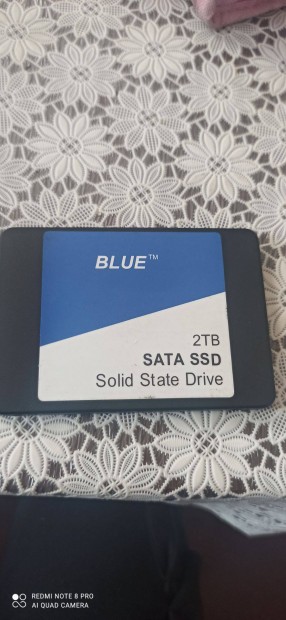 BLUE™
2TB
SATA SSD
Solid State Drive
REDMI NOTE 8 PRO
AI QUAD CAMERA